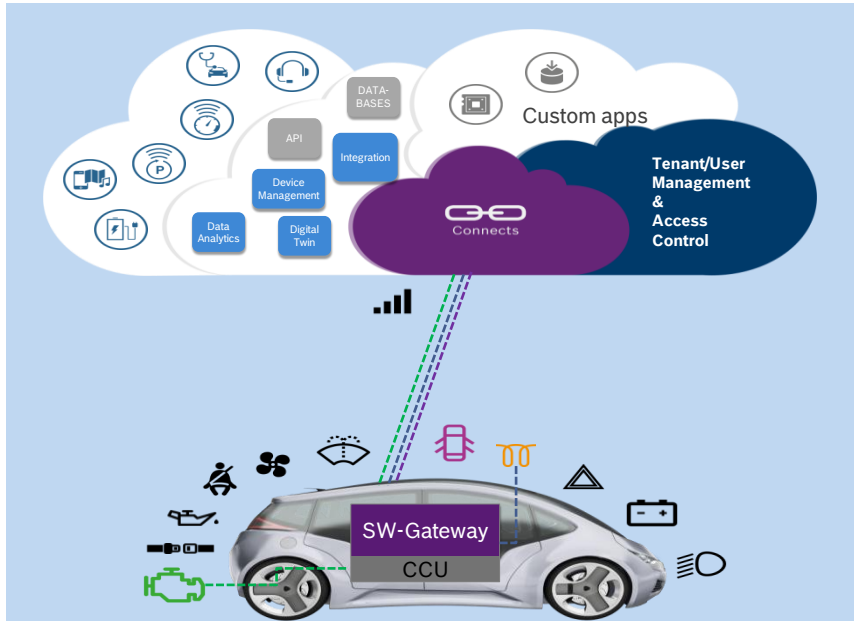 DATA-
BASES
Custom apps
API
Integration
Tenant/User
Management
&
Access
Control
Device
Management
Connects
Data
Analytics
Digital
Twin
P
SW-Gateway
CCU